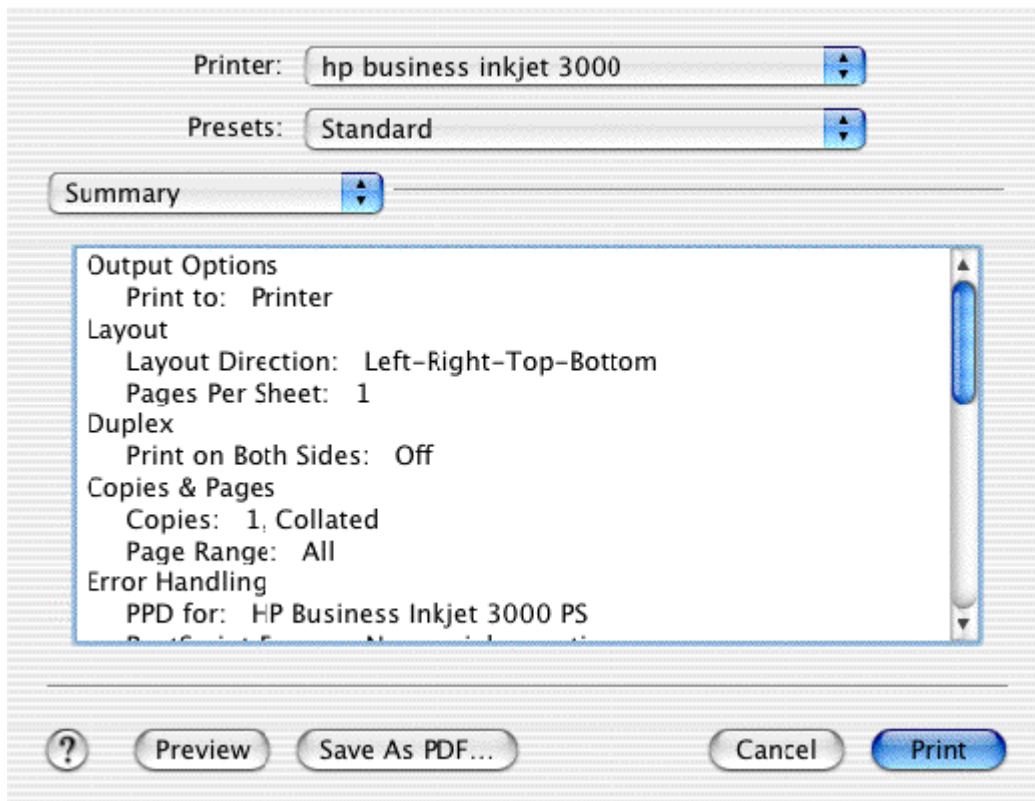 Printer: hp business inkjet 3000
Presets: Standard
Summary
Output Options
Print to: Printer
Layout
Layout Direction: Left-Right-Top-Bottom
Pages Per Sheet: 1
Duplex
Print on Both Sides: Off
Copies & Pages
Copies: 1, Collated
Page Range: All
Error Handling
PPD for: HP Business Inkjet 3000 PS
? Preview Save As PDF... Cancel Print